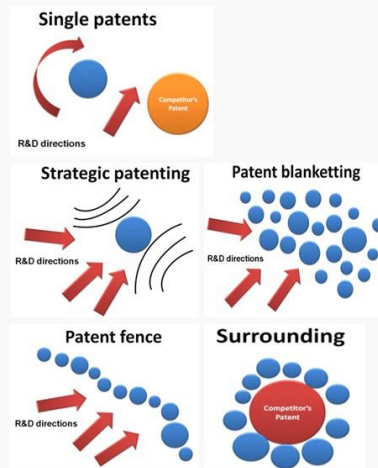 Single patents
Competitor's
Patent
R&D directions
Strategic patenting
R&D directions
Patent blanketting
R&D directions
Patent fence
R&D directions
Surrounding
Competitor's
Patent